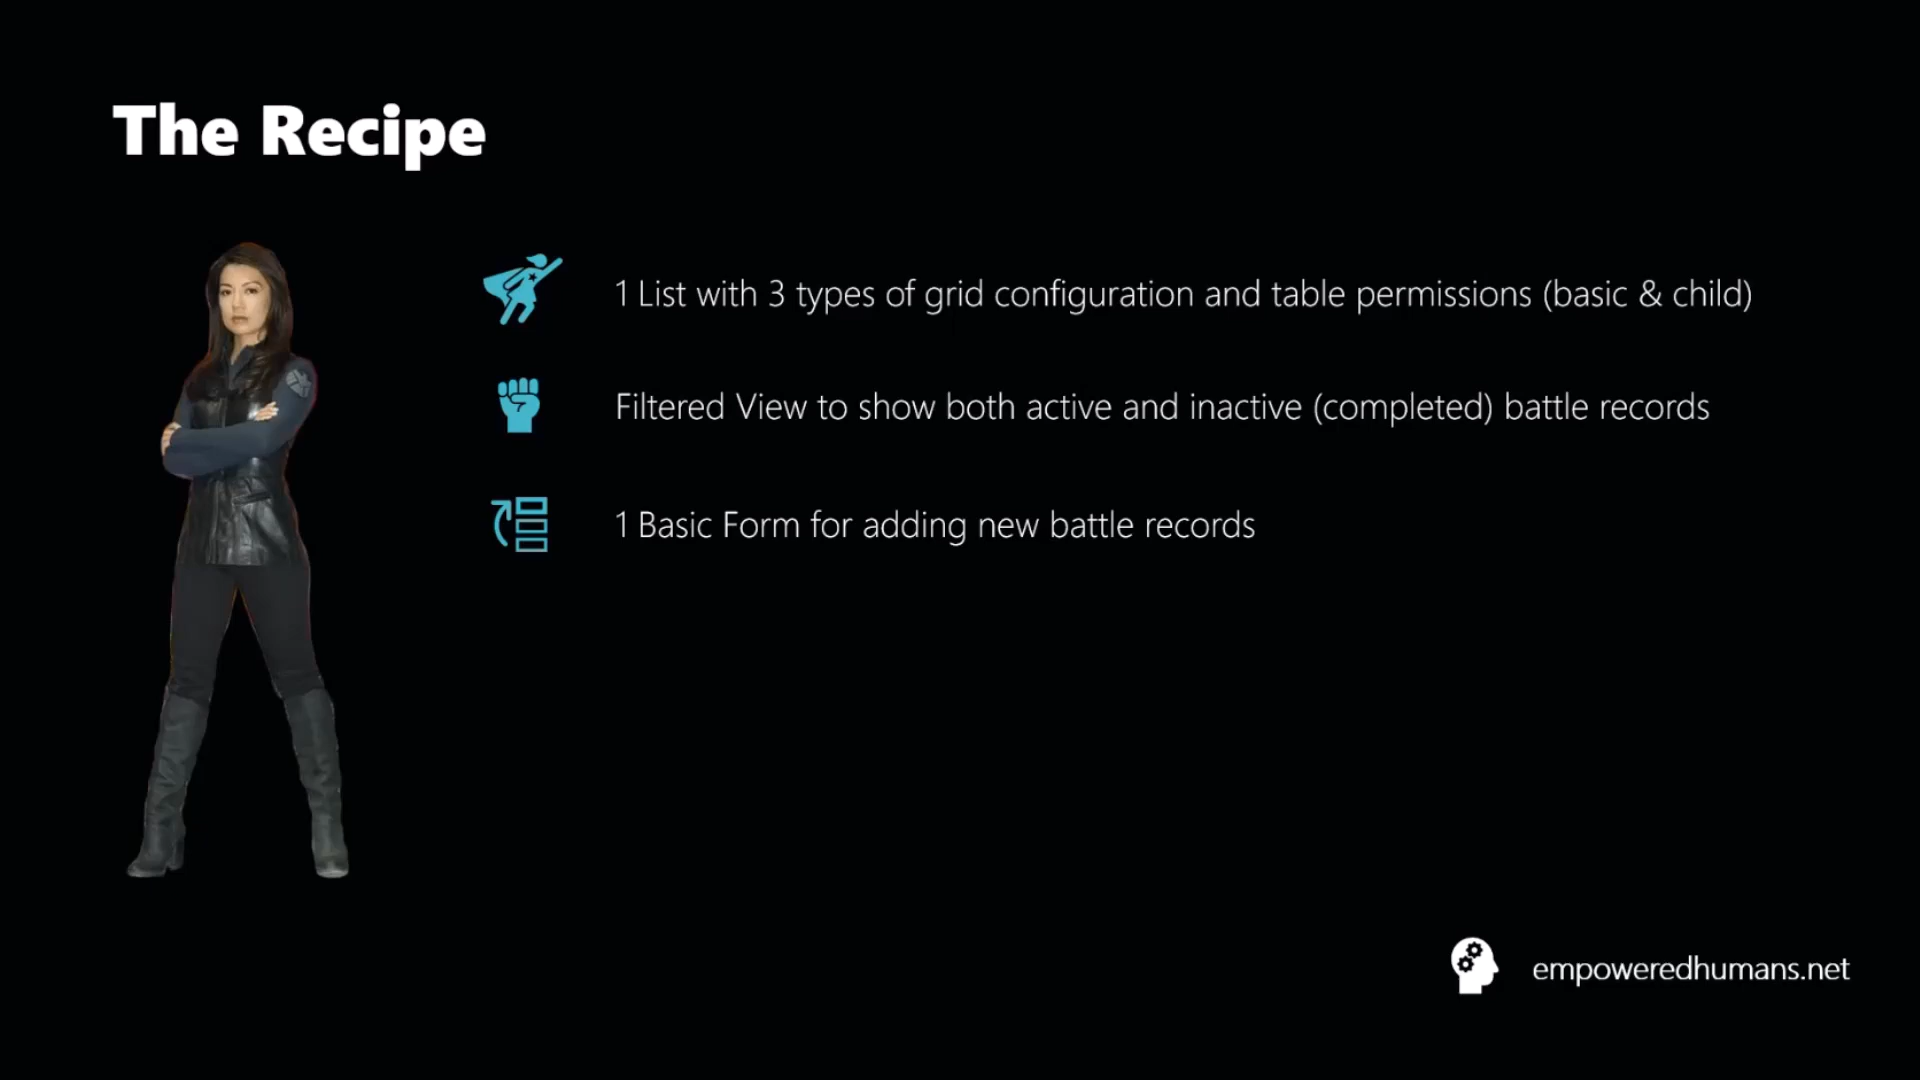 The Recipe
1 List with 3 types of grid configuration and table permissions (basic & child)
Filtered View to show both active and inactive (completed) battle records
1 Basic Form for adding new battle records
empoweredhumans.net